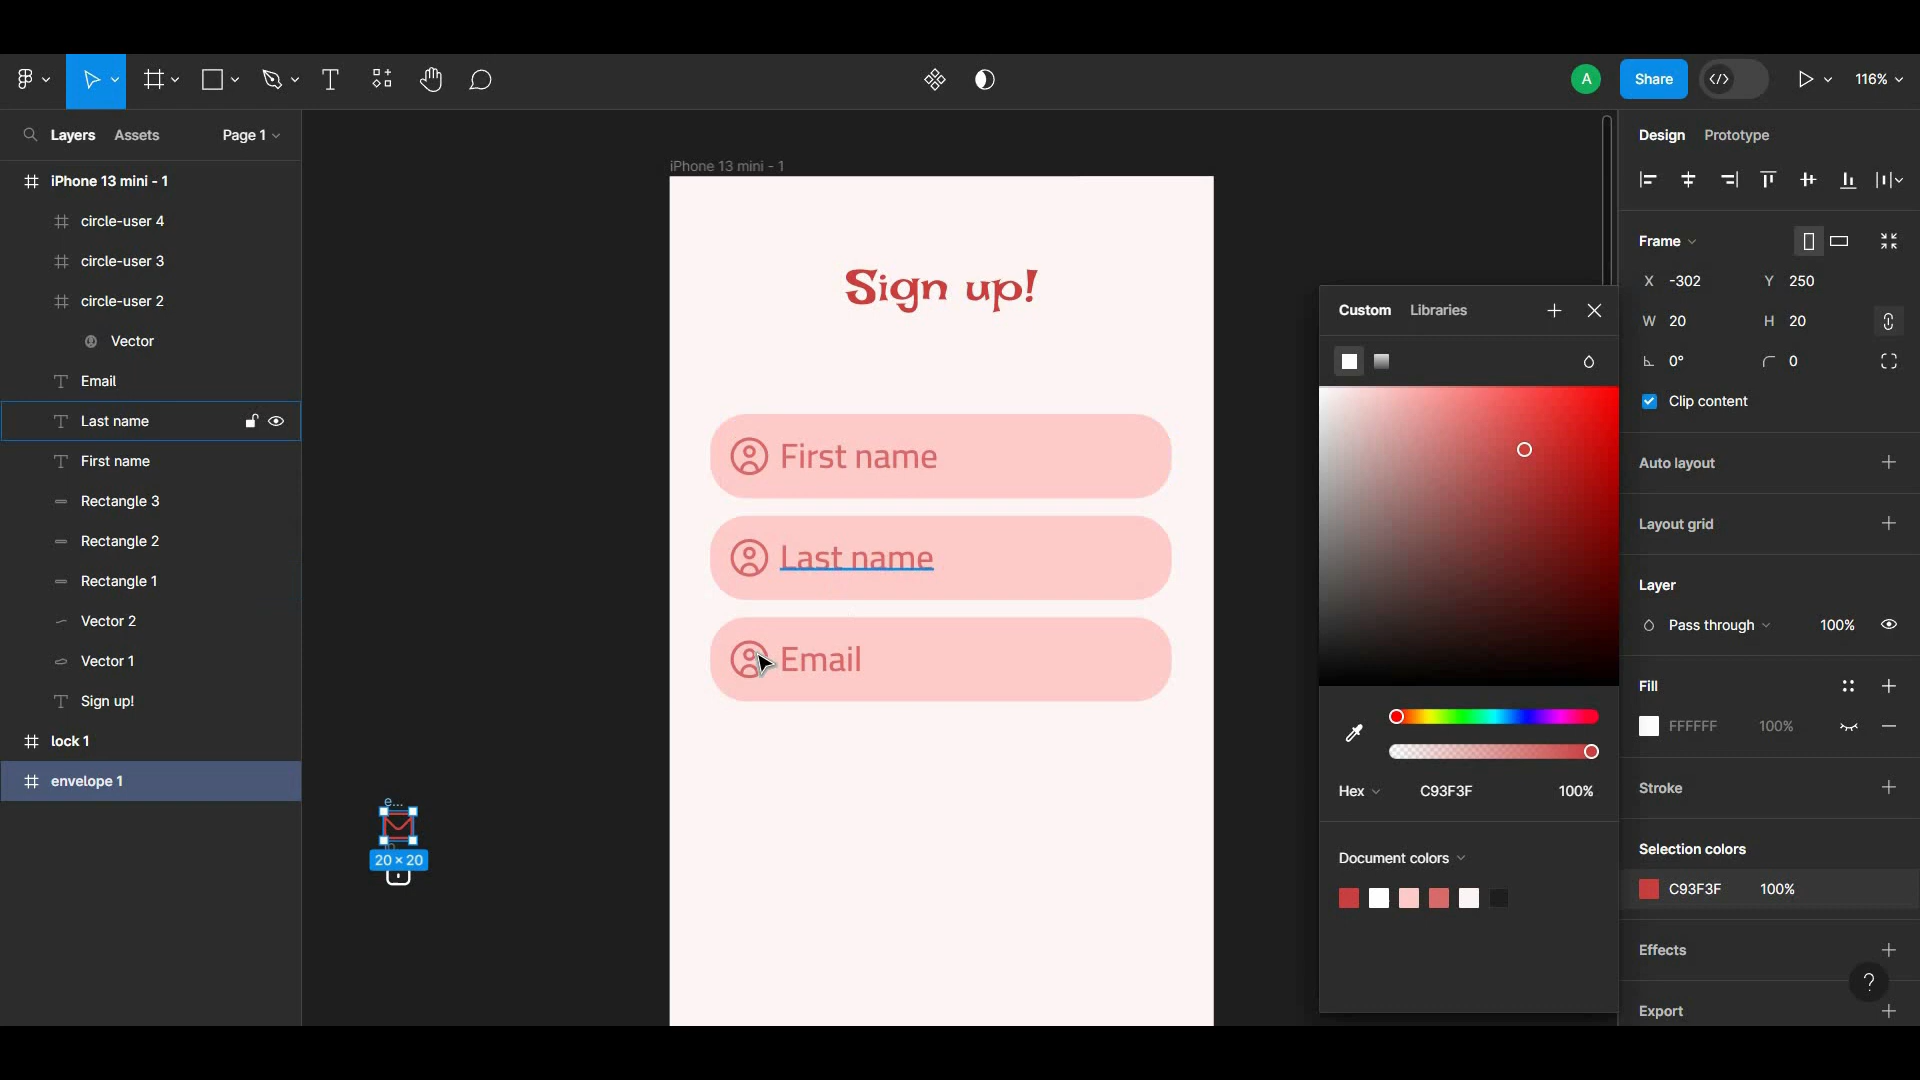 A
Share
116%
Layers
Assets
Page 1
iPhone 13 mini - 1
circle-user 4
circle-user 3
circle-user 2
Vector
Email
Last name
First name
Rectangle 3
Rectangle 2
Rectangle 1
Vector 2
Vector 1
Sign up!
lock 1
envelope 1
iPhone 13 mini - 1
Sign up!
First name
Last name
Email
e...
20 × 20
Custom
Libraries
Hex
C93F3F
100%
Document colors
Design
Prototype
Frame
X -302
Y 250
W 20
H 20
0°
0
Clip content
Auto layout
Layout grid
Layer
Pass through
100%
Fill
FFFFFF
100%
Stroke
Selection colors
C93F3F
100%
Effects
?
Export